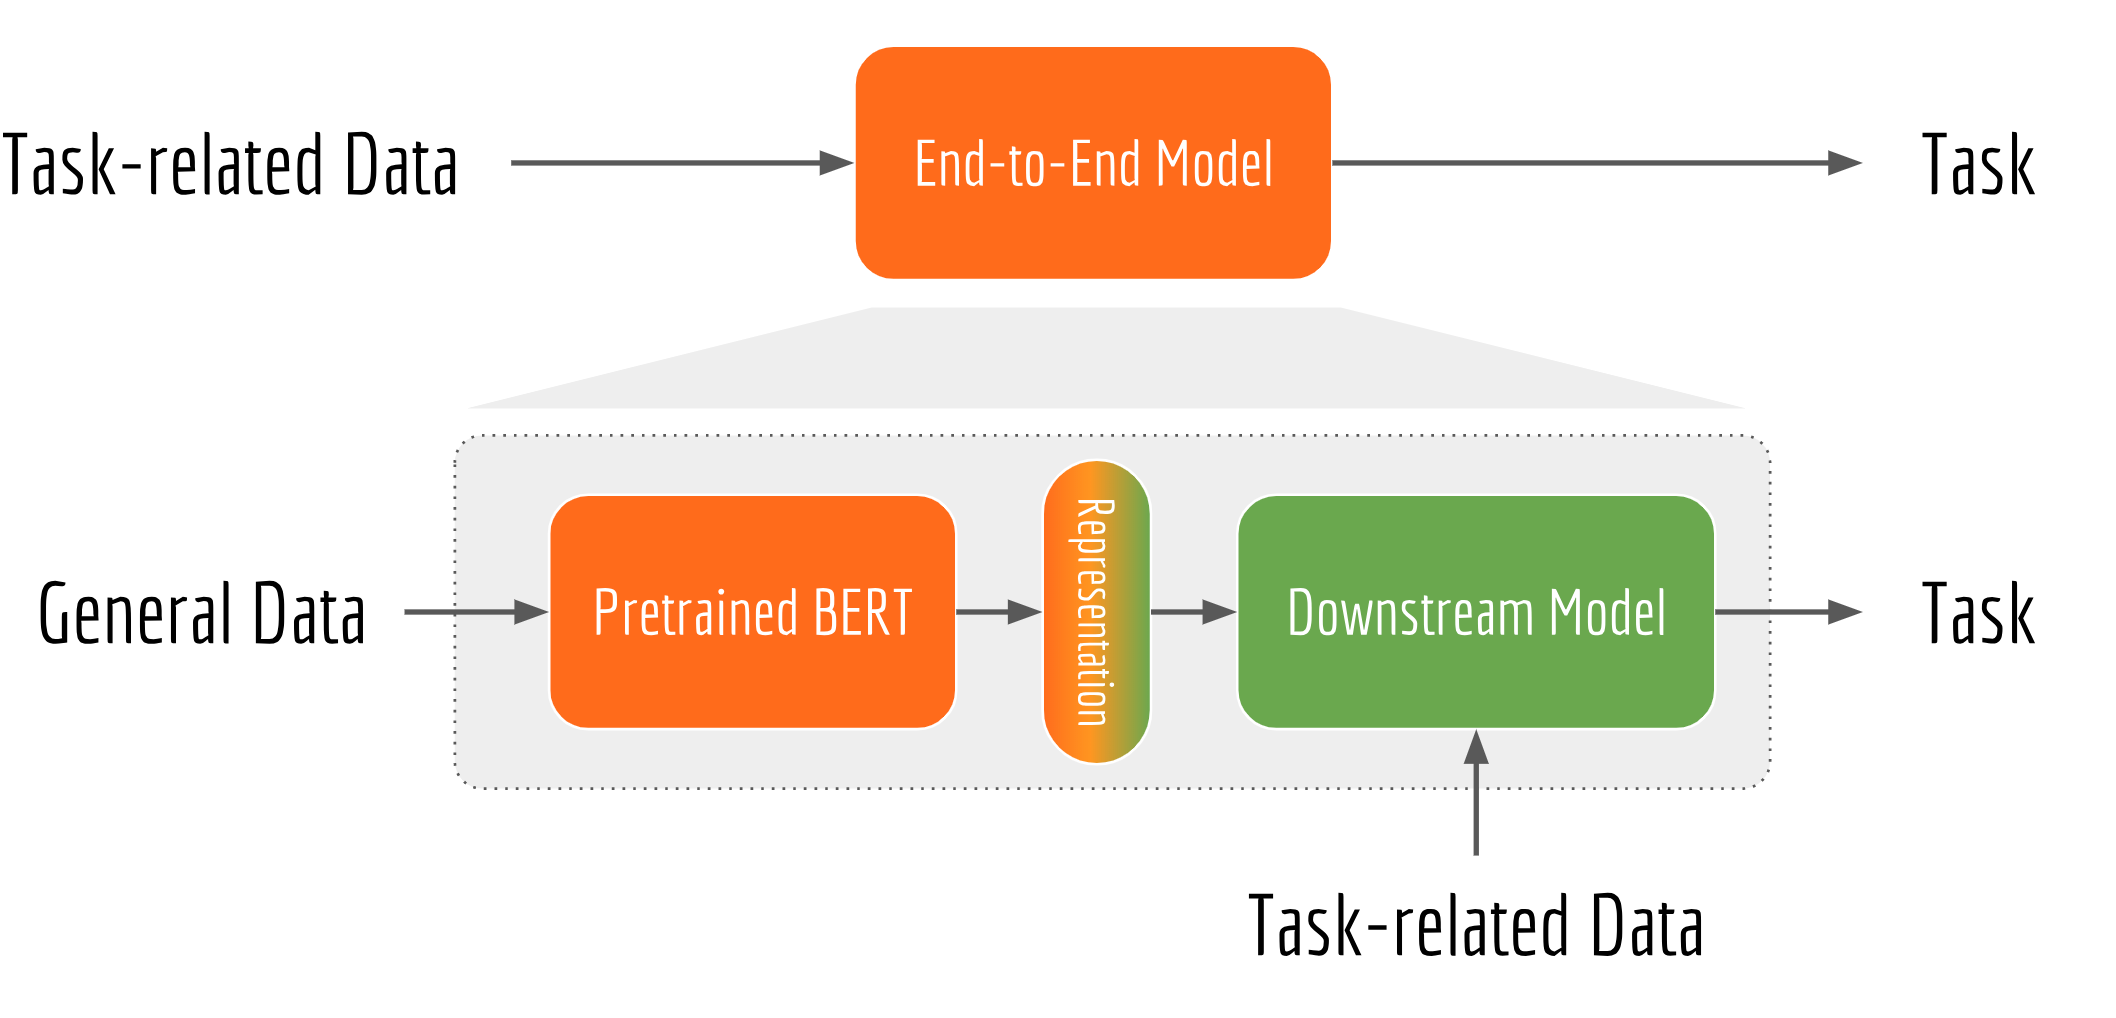 Task-related Data
End-to-End Model
Task
General Data
Pretrained BERT
Representation
Downstream Model
Task
Task-related Data